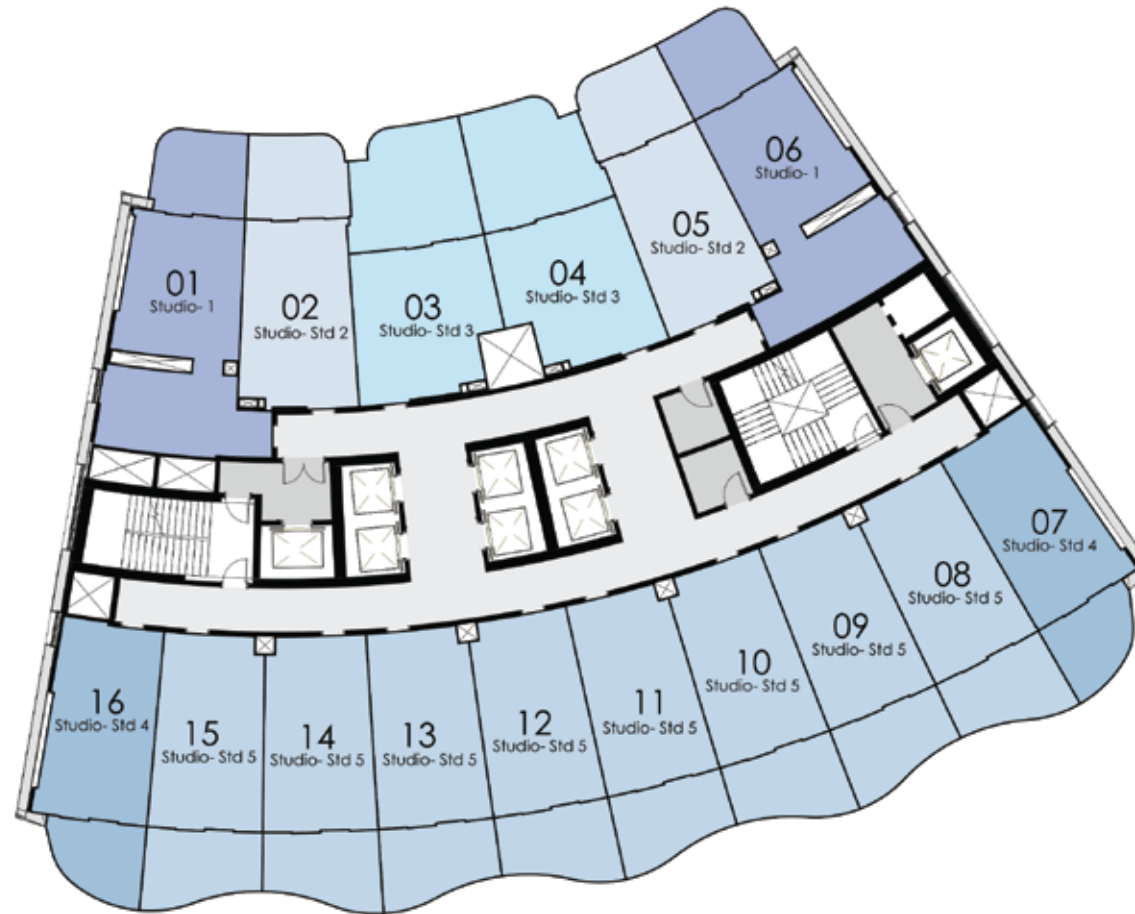 01
Studio- 1
02
Studio- Std 2
03
Studio- Std 3
04
Studio- Std 3
05
Studio- Std 2
06
Studio- 1
07
Studio- Std 4
08
Studio- Std 5
09
Studio- Std 5
10
Studio- Std 5
11
Studio- Std 5
12
Studio- Std 5
13
Studio- Std 5
14
Studio- Std 5
15
Studio- Std 5
16
Studio- Std 4